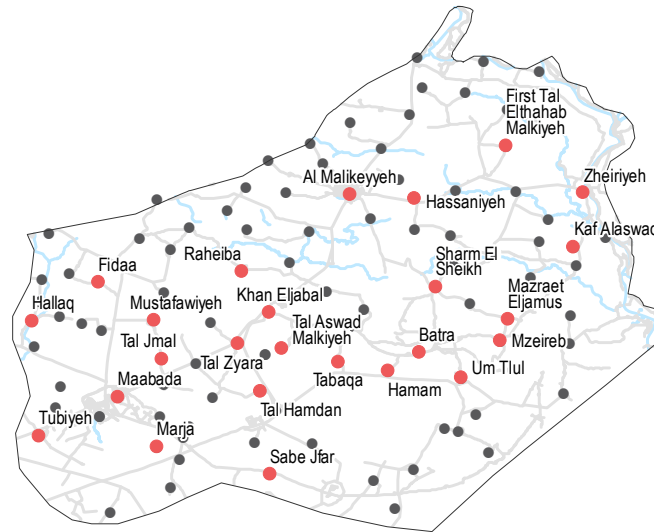 First Tal
Elthahab
Malkiyeh
Al Malikeyyeh
Zheiriyeh
Hassaniyeh
Kaf Alaswad
Sharm El
Sheikh
Raheiba
Fidaa
Mazraet
Eljamus
Khan Eljabal
Hallaq
Mustafawiyeh
Tal Aswad
Malkiyeh
Tal Jmal
Tal Zyara
Batra
Mzeireb
Tabaqa
Hamam
Um Tlul
Maabada
Tal Hamdan
Tubiyeh
Marja
Sabe Jfar